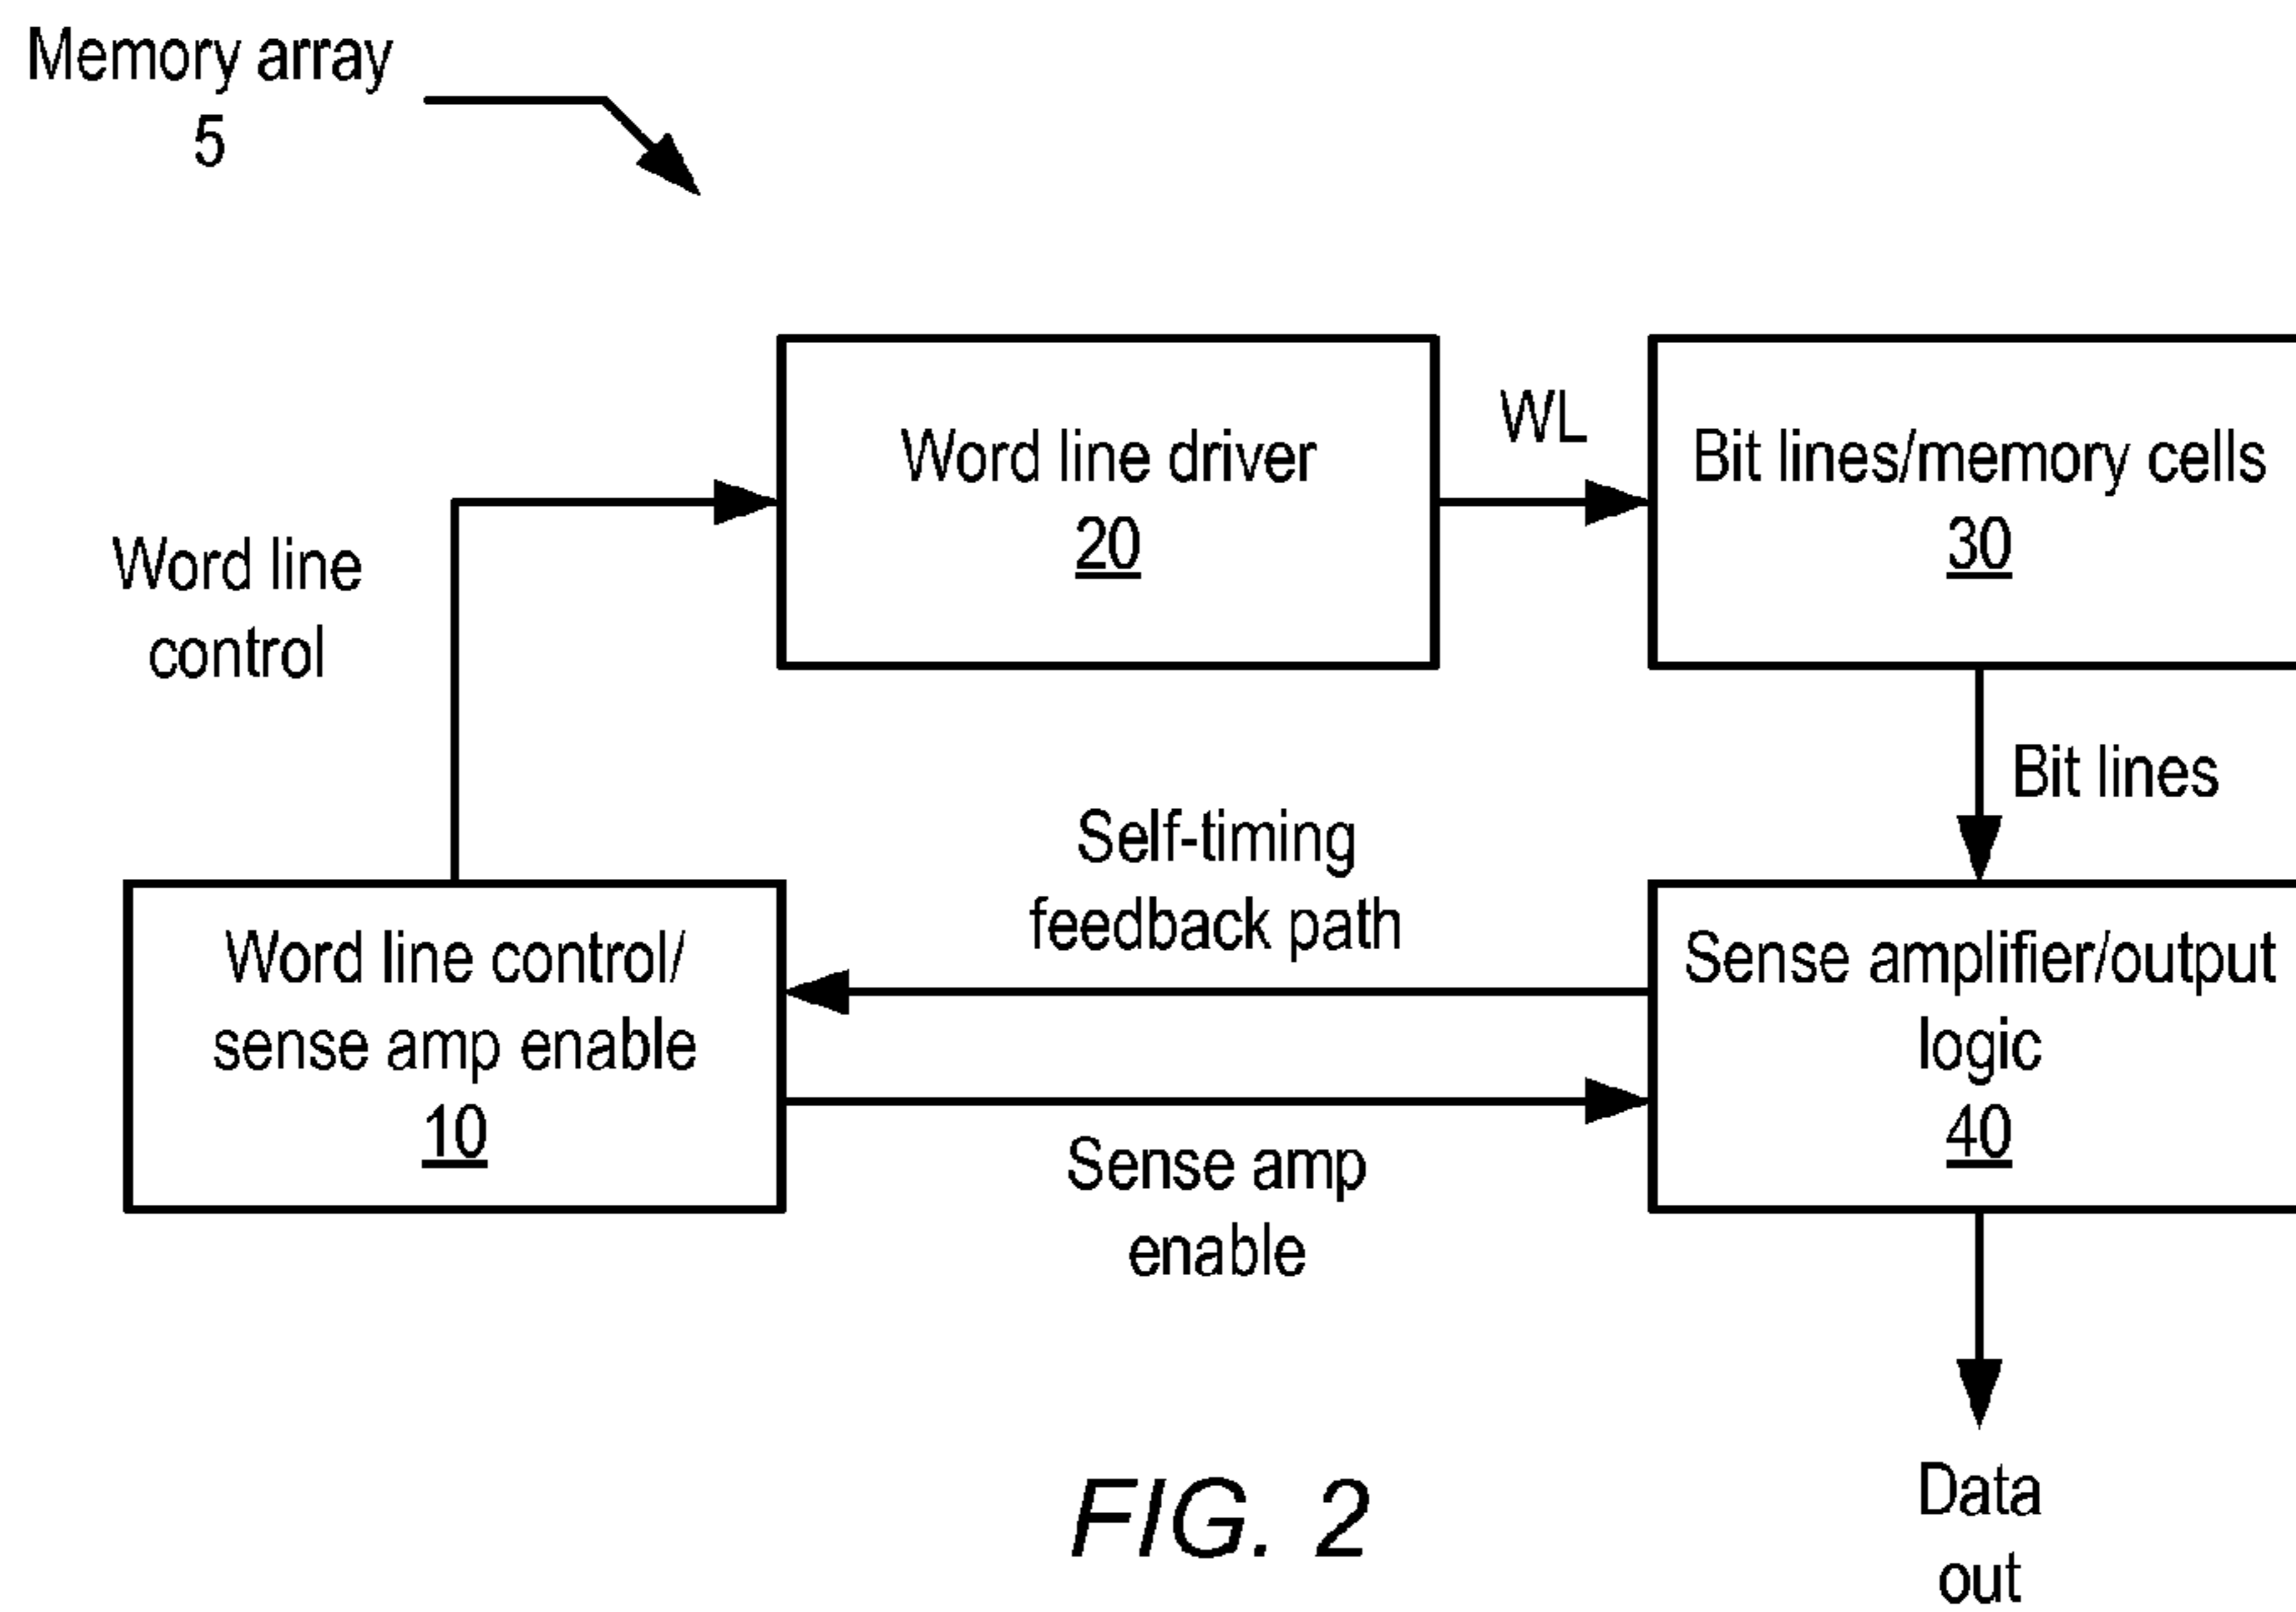 Memory array
5
Word line driver
20
WL
Bit lines/memory cells
30
Word line
control
Bit lines
Self-timing
feedback path
Word line control/
sense amp enable
10
Sense amplifier/output
logic
40
Sense amp
enable
Data
out
FIG. 2